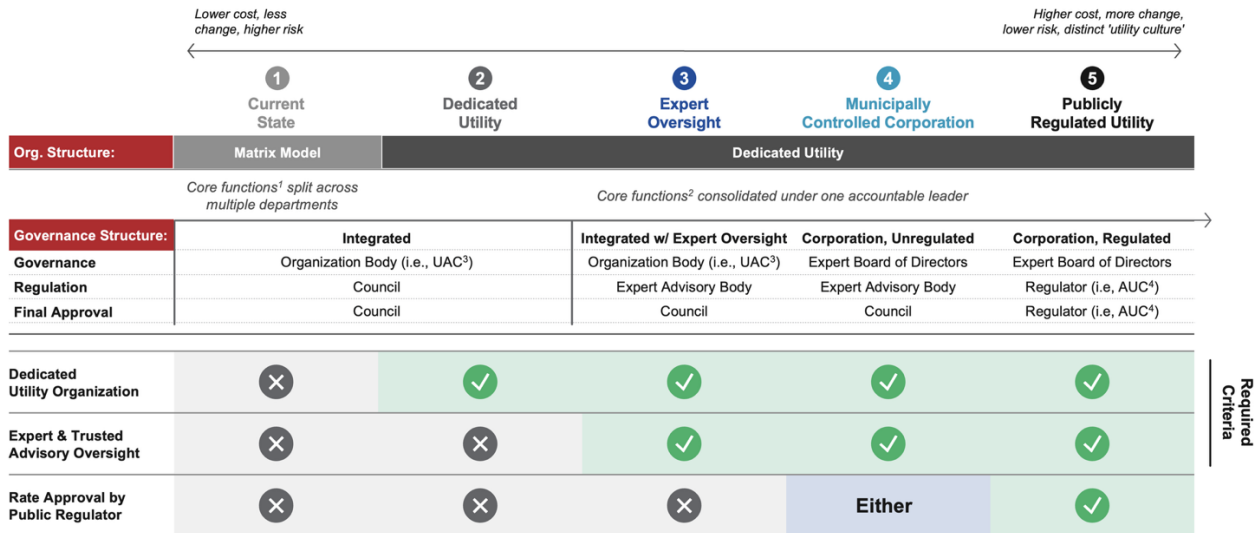 Lower cost, less
change, higher risk
Higher cost, more change,
lower risk, distinct 'utility culture'
1 2 3 4 5
Current
State
Dedicated
Utility
Expert
Oversight
Municipally
Controlled Corporation
Publicly
Regulated Utility
Org. Structure: Matrix Model Dedicated Utility
Core functions¹ split across
multiple departments
Core functions² consolidated under one accountable leader
Governance Structure: Integrated Integrated w/ Expert Oversight Corporation, Unregulated Corporation, Regulated
Governance Organization Body (i.e., UAC³) Organization Body (i.e., UAC³) Expert Board of Directors Expert Board of Directors
Regulation Council Expert Advisory Body Expert Advisory Body Regulator (i.e, AUC⁴)
Final Approval Council Council Council Regulator (i.e, AUC⁴)
Dedicated
Utility Organization
Expert & Trusted
Advisory Oversight
Required
Criteria
Rate Approval by
Public Regulator
Either